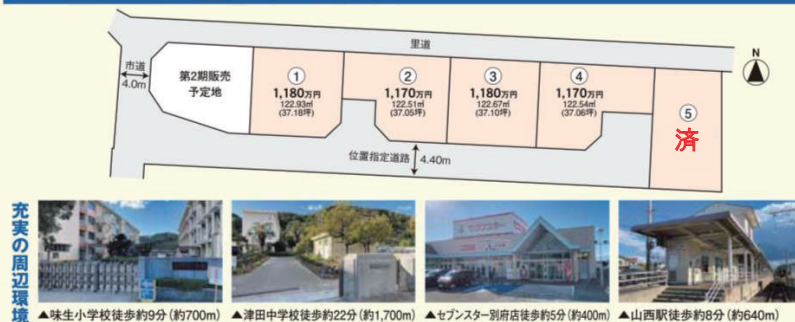 里道
N
市道
4.0m
第2期販売
予定地
①
1,180万円
122.93㎡
(37.18坪)
②
1,170万円
122.51㎡
(37.05坪)
③
1,180万円
122.67㎡
(37.10坪)
④
1,170万円
122.54㎡
(37.06坪)
⑤
済
位置指定道路 4.40m
充実の周辺環境
セブンスター
▲味生小学校徒歩約9分(約700m)
▲津田中学校徒歩約22分(約1,700m)
▲セブンスター別府店徒歩約5分(約400m)
▲山西駅徒歩約8分(約640m)